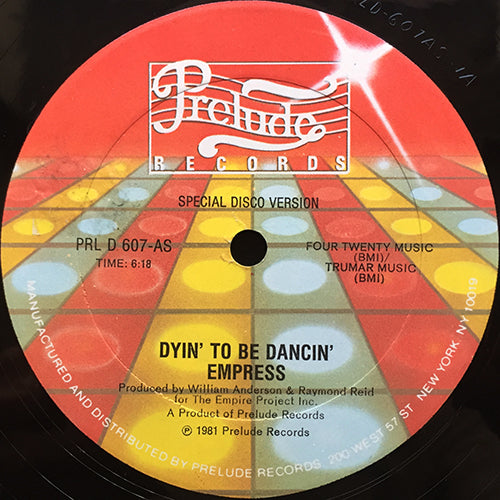 LD-607AS
Prelude
RECORDS
SPECIAL DISCO VERSION
PRL D 607-AS
TIME: 6:18
FOUR TWENTY MUSIC
(BMI)/
TRUMAR MUSIC
(BMI)
DYIN' TO BE DANCIN'
EMPRESS
Produced by William Anderson & Raymond Reid
for The Empire Project Inc.
A Product of Prelude Records
℗ 1981 Prelude Records
MANUFACTURED AND DISTRIBUTED BY PRELUDE RECORDS 200 WEST 57 ST NEW YORK, NY 10019